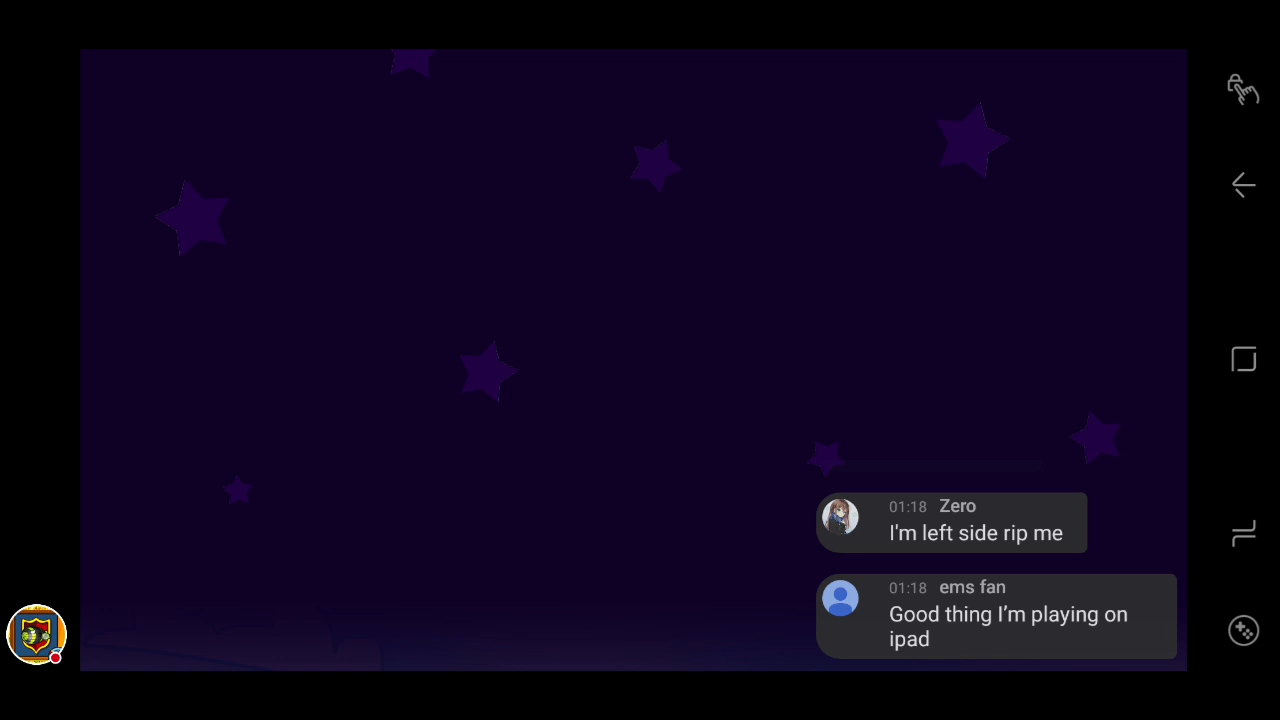 01:18 Zero
I'm left side rip me
01:18 ems fan
Good thing I’m playing on
ipad